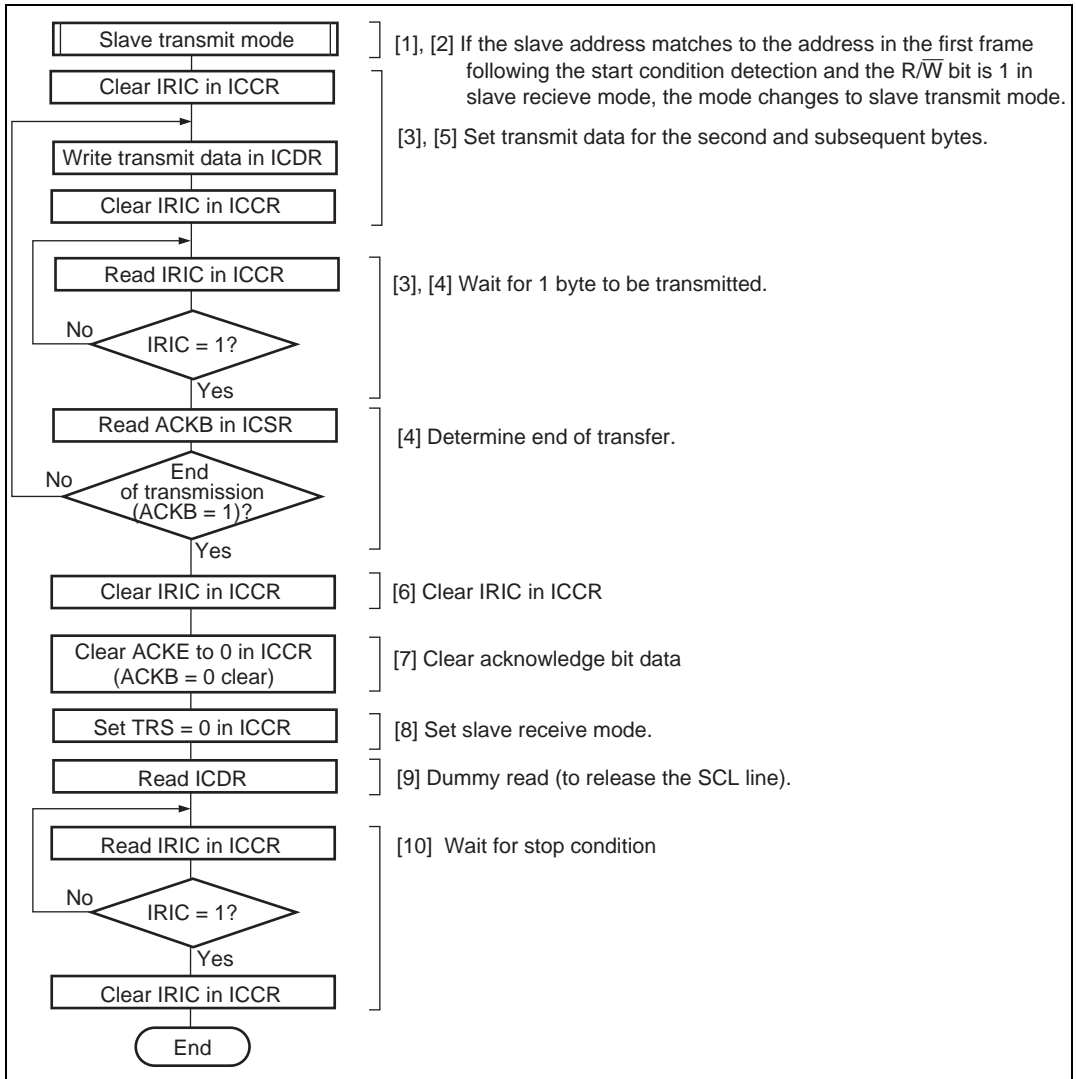 Slave transmit mode
[1], [2] If the slave address matches to the address in the first frame
following the start condition detection and the R/W̅ bit is 1 in
slave recieve mode, the mode changes to slave transmit mode.
Clear IRIC in ICCR
[3], [5] Set transmit data for the second and subsequent bytes.
Write transmit data in ICDR
Clear IRIC in ICCR
Read IRIC in ICCR
[3], [4] Wait for 1 byte to be transmitted.
No
IRIC = 1?
Yes
Read ACKB in ICSR
[4] Determine end of transfer.
No
End
of transmission
(ACKB = 1)?
Yes
Clear IRIC in ICCR
[6] Clear IRIC in ICCR
Clear ACKE to 0 in ICCR
(ACKB = 0 clear)
[7] Clear acknowledge bit data
Set TRS = 0 in ICCR
[8] Set slave receive mode.
Read ICDR
[9] Dummy read (to release the SCL line).
Read IRIC in ICCR
[10] Wait for stop condition
No
IRIC = 1?
Yes
Clear IRIC in ICCR
End